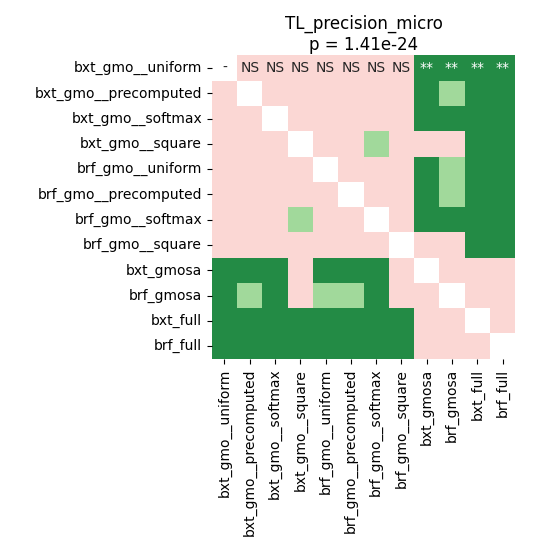 TL_precision_micro
p = 1.41e-24
bxt_gmo__uniform - NS NS NS NS NS NS NS ** ** ** **
bxt_gmo__precomputed
bxt_gmo__softmax
bxt_gmo__square
brf_gmo__uniform
brf_gmo__precomputed
brf_gmo__softmax
brf_gmo__square
bxt_gmosa
brf_gmosa
bxt_full
brf_full
bxt_gmo__uniform
bxt_gmo__precomputed
bxt_gmo__softmax
bxt_gmo__square
brf_gmo__uniform
brf_gmo__precomputed
brf_gmo__softmax
brf_gmo__square
bxt_gmosa
brf_gmosa
bxt_full
brf_full